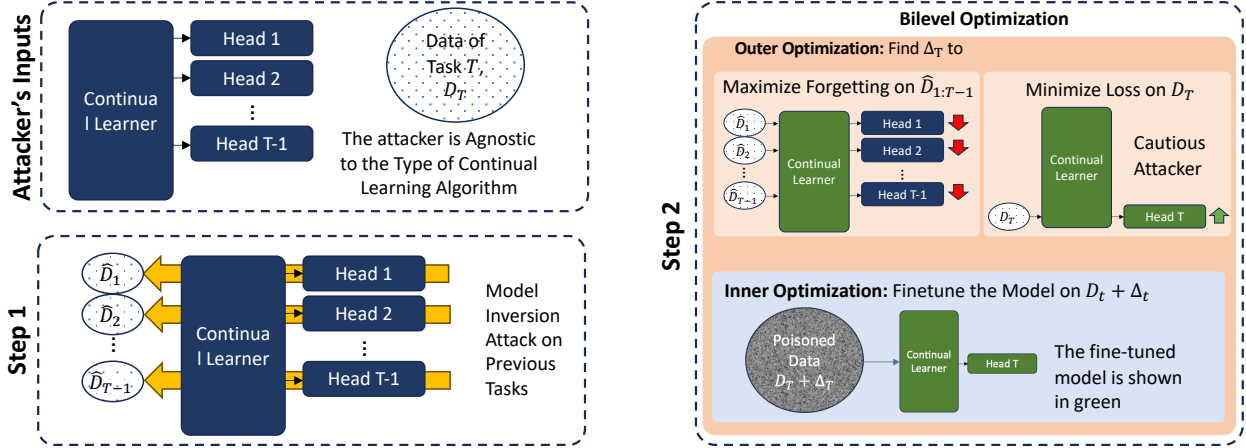 Attacker's Inputs
Continua
l Learner
Head 1
Head 2
⋮
Head T-1
Data of
Task T,
D_T
The attacker is Agnostic
to the Type of Continual
Learning Algorithm
Step 1
D̂_1
D̂_2
⋮
D̂_{T−1}
Continua
l Learner
Head 1
Head 2
⋮
Head T-1
Model
Inversion
Attack on
Previous
Tasks
Step 2
Bilevel Optimization
Outer Optimization: Find Δ_T to
Maximize Forgetting on D̂_{1:T−1}
D̂_1
D̂_2
⋮
D̂_{T−1}
Continual
Learner
Head 1
Head 2
⋮
Head T-1
Minimize Loss on D_T
Continual
Learner
Cautious
Attacker
D_T
Head T
Inner Optimization: Finetune the Model on D_t + Δ_t
Poisoned
Data
D_T + Δ_T
Continual
Learner
Head T
The fine-tuned
model is shown
in green